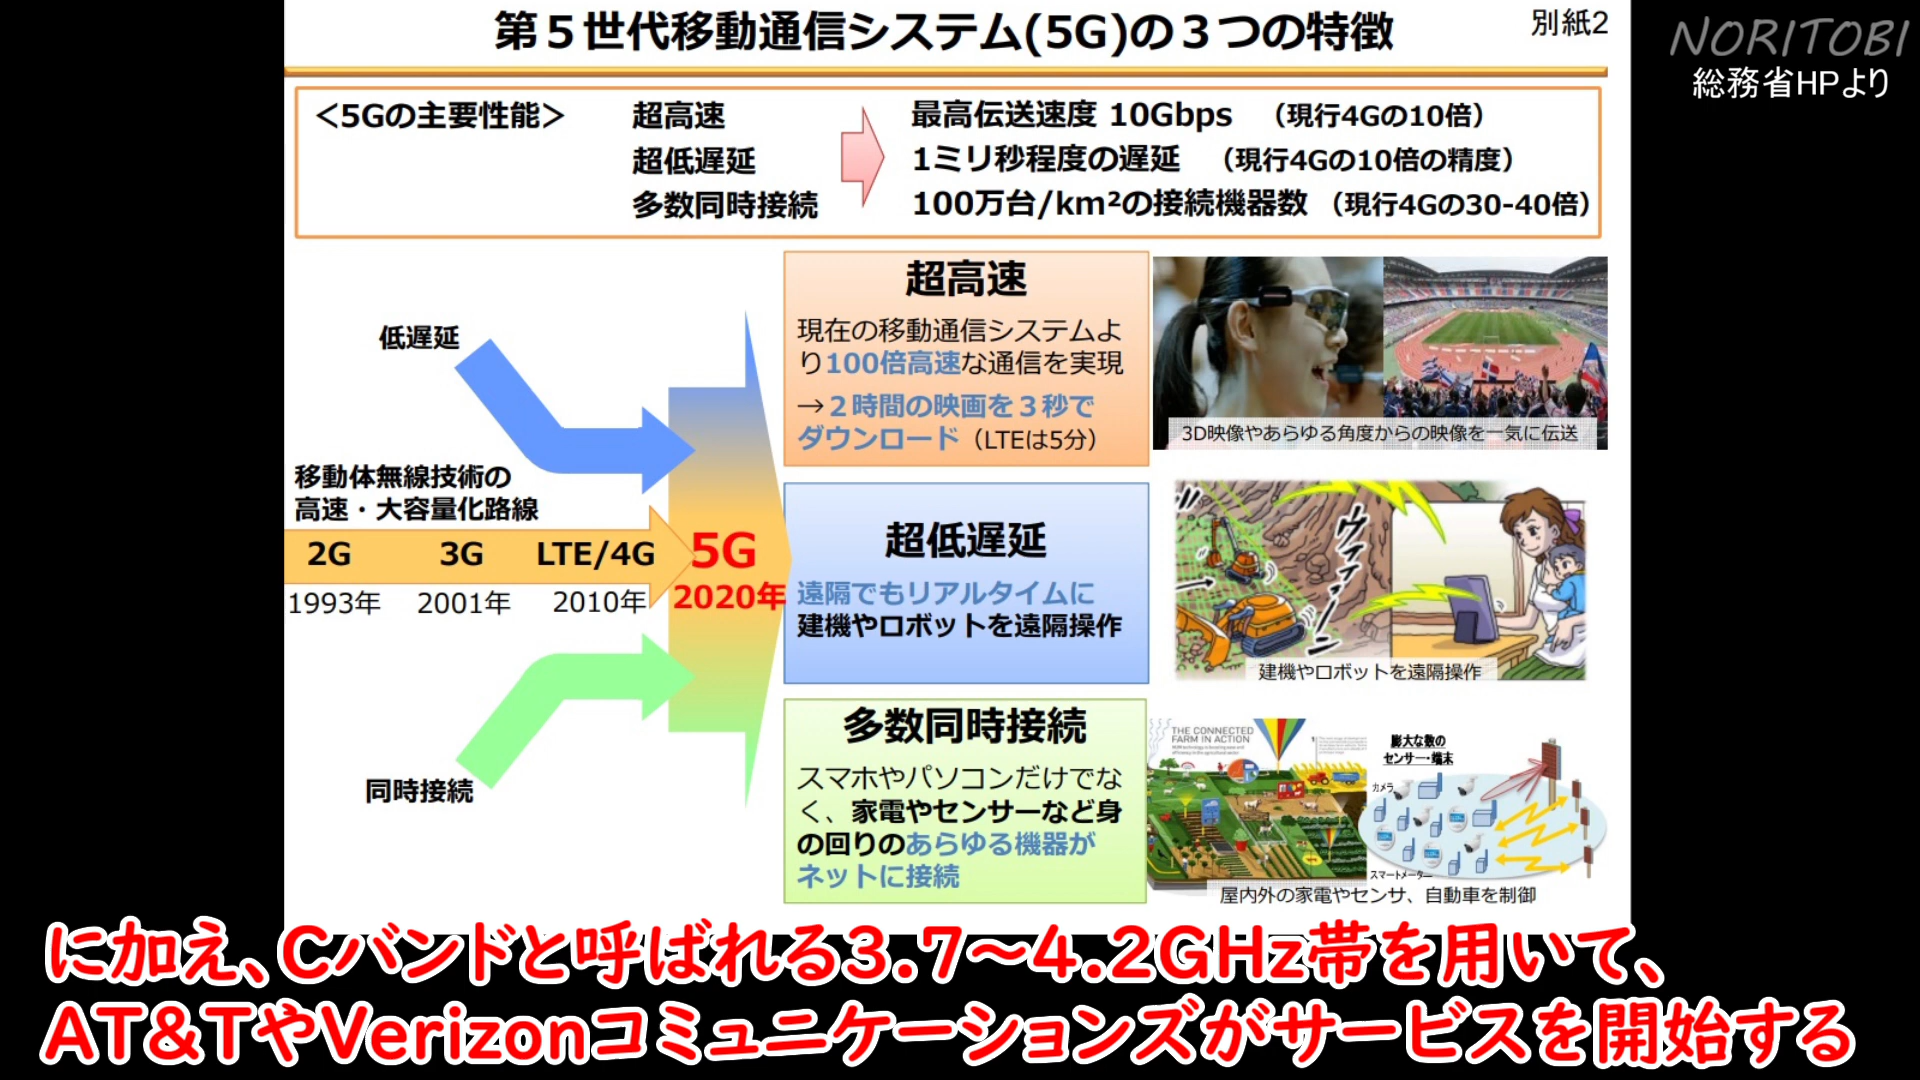 第５世代移動通信システム(5G)の３つの特徴
別紙2
NORITOBI
総務省HPより
＜5Gの主要性能＞
超高速
最高伝送速度 10Gbps （現行4Gの10倍）
超低遅延
1ミリ秒程度の遅延 （現行4Gの10倍の精度）
多数同時接続
100万台/km²の接続機器数 （現行4Gの30-40倍）
低遅延
移動体無線技術の
高速・大容量化路線
2G
3G
LTE/4G
5G
1993年
2001年
2010年
2020年
同時接続
超高速
現在の移動通信システムよ
り100倍高速な通信を実現
→２時間の映画を３秒で
ダウンロード（LTEは5分）
3D映像やあらゆる角度からの映像を一気に伝送
超低遅延
遠隔でもリアルタイムに
建機やロボットを遠隔操作
ヴァァーン
建機やロボットを遠隔操作
多数同時接続
スマホやパソコンだけでな
く、家電やセンサーなど身
の回りのあらゆる機器が
ネットに接続
THE CONNECTED
FARM IN ACTION
膨大な数の
センサー・端末
カメラ
スマートメーター
屋内外の家電やセンサ、自動車を制御
に加え、Cバンドと呼ばれる3.7～4.2GHz帯を用いて、
AT&TやVerizonコミュニケーションズがサービスを開始する